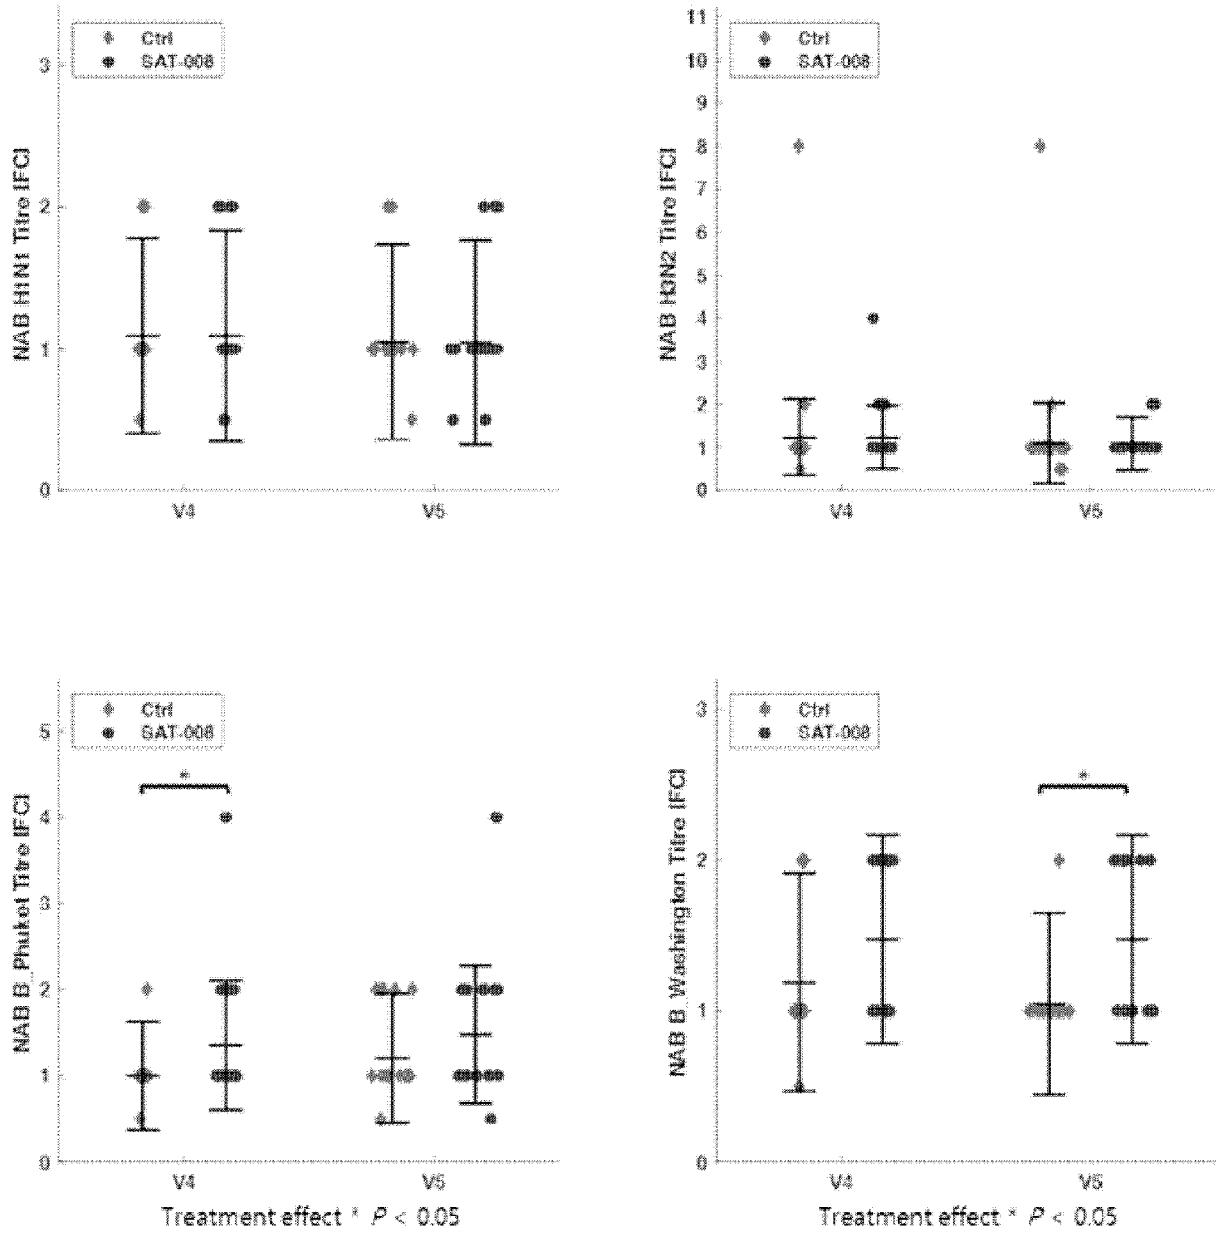 Ctrl
SAT-008
3
2
1
0
NAB H1N1 Titre [FC]
V4
V5
Ctrl
SAT-008
11
10
9
8
7
6
5
4
3
2
1
0
NAB H3N2 Titre [FC]
V4
V5
Ctrl
SAT-008
5
4
3
2
1
0
NAB B_Phuket Titre [FC]
*
V4
V5
Treatment effect * P < 0.05
Ctrl
SAT-008
3
2
1
0
NAB B_Washington Titre [FC]
*
V4
V5
Treatment effect * P < 0.05